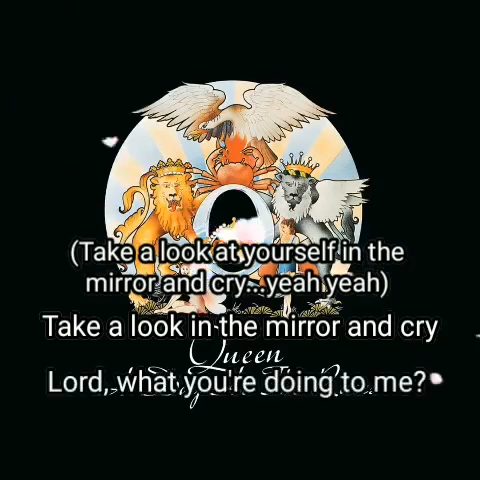 (Take a look at yourself in the
mirror and cry...yeah yeah)
Take a look in the mirror and cry
Queen
Lord, what you're doing to me?